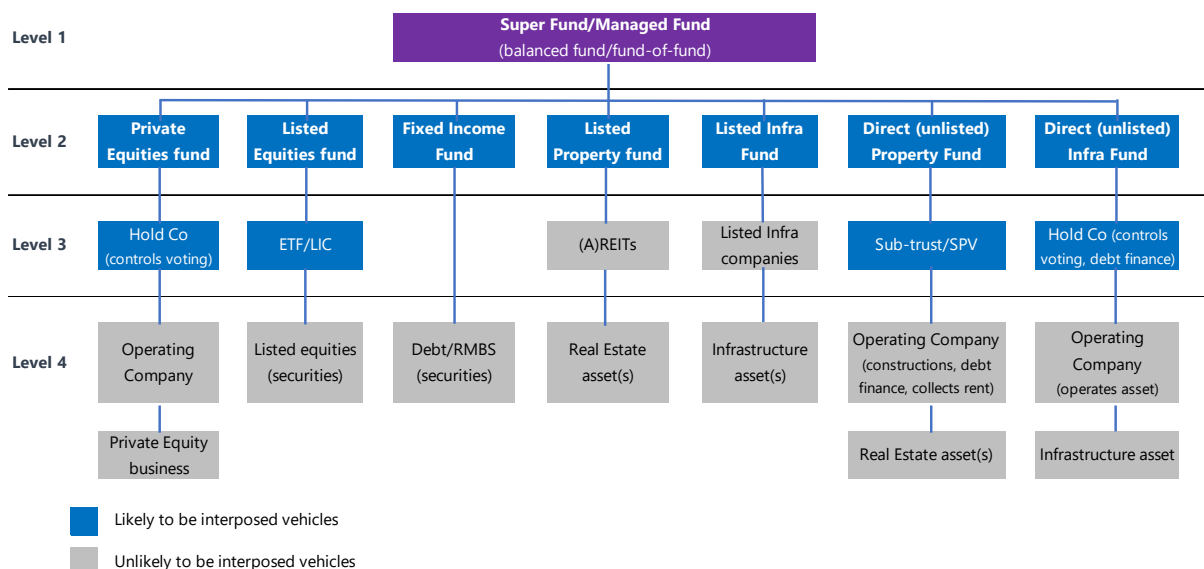 Level 1
Super Fund/Managed Fund
(balanced fund/fund-of-fund)
Level 2
Private
Equities fund
Listed
Equities fund
Fixed Income
Fund
Listed
Property fund
Listed Infra
Fund
Direct (unlisted)
Property Fund
Direct (unlisted)
Infra Fund
Level 3
Hold Co
(controls voting)
ETF/LIC
(A)REITs
Listed Infra
companies
Sub-trust/SPV
Hold Co (controls
voting, debt finance)
Level 4
Operating
Company
Listed equities
(securities)
Debt/RMBS
(securities)
Real Estate
asset(s)
Infrastructure
asset(s)
Operating Company
(constructions, debt
finance, collects rent)
Operating
Company
(operates asset)
Private Equity
business
Real Estate asset(s)
Infrastructure asset
Likely to be interposed vehicles
Unlikely to be interposed vehicles